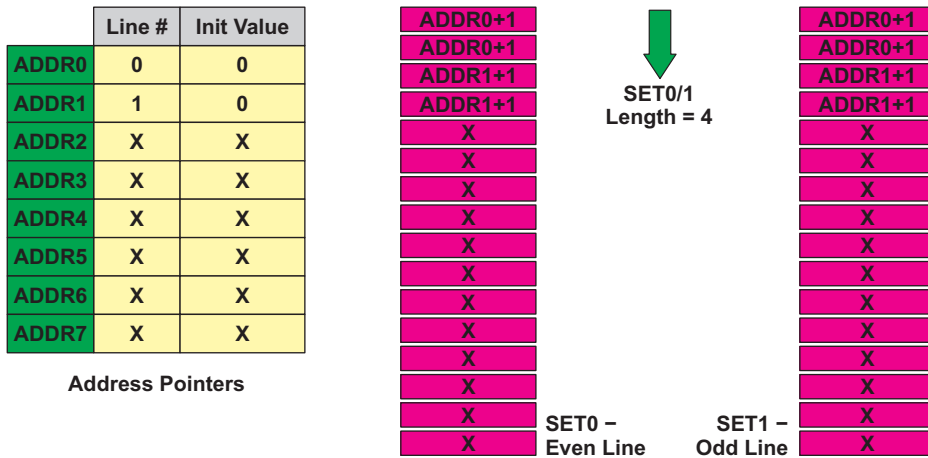 Line # Init Value
ADDR0 0 0
ADDR1 1 0
ADDR2 X X
ADDR3 X X
ADDR4 X X
ADDR5 X X
ADDR6 X X
ADDR7 X X
Address Pointers
ADDR0+1
ADDR0+1
ADDR1+1
ADDR1+1
X
X
X
X
X
X
X
X
X
X
X
X
SET0 −
Even Line
SET0/1
Length = 4
ADDR0+1
ADDR0+1
ADDR1+1
ADDR1+1
X
X
X
X
X
X
X
X
X
X
X
X
SET1 −
Odd Line